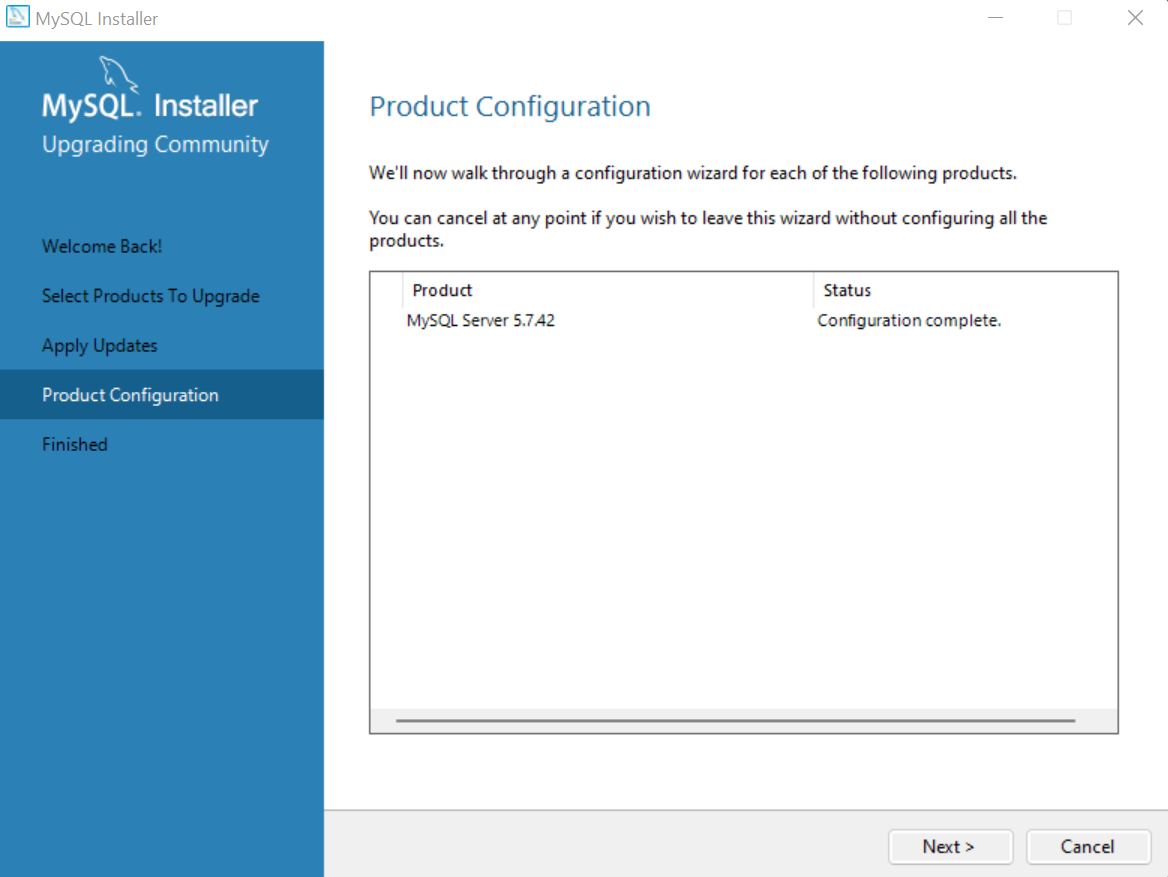 MySQL Installer
MySQL. Installer
Upgrading Community
Welcome Back!
Select Products To Upgrade
Apply Updates
Product Configuration
Finished
Product Configuration
We'll now walk through a configuration wizard for each of the following products.
You can cancel at any point if you wish to leave this wizard without configuring all the
products.
Product Status
MySQL Server 5.7.42 Configuration complete.
Next > Cancel